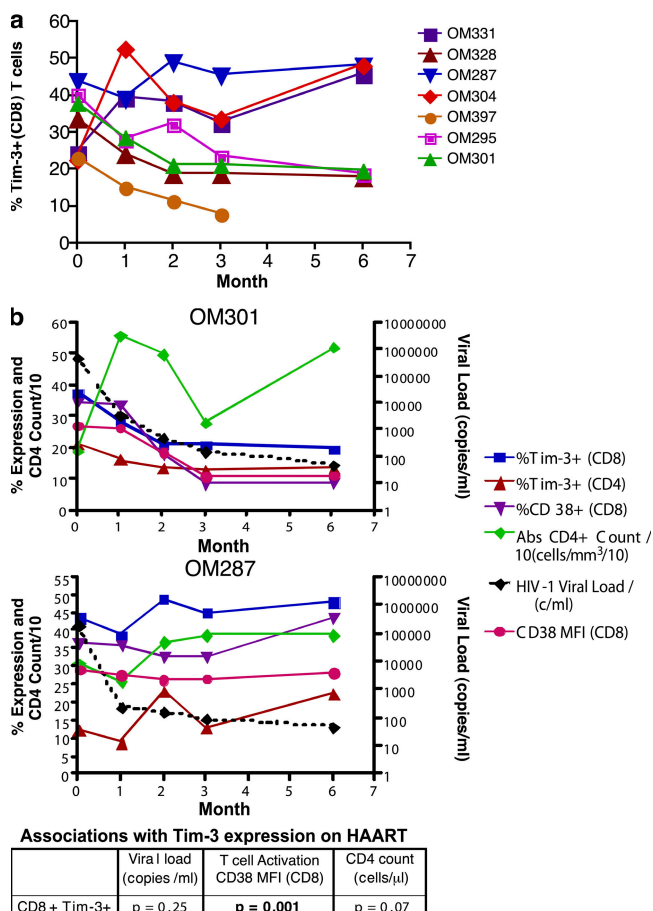 a
60
50
40
30
20
10
0
% Tim-3+(CD8) T cells
0 1 2 3 4 5 6 7
Month
OM331
OM328
OM287
OM304
OM397
OM295
OM301
b
OM301
60
50
40
30
20
10
0
% Expression and
CD4 Count/10
10000000
1000000
100000
10000
1000
100
10
1
Viral Load (copies/ml)
0 1 2 3 4 5 6 7
Month
OM287
55
50
45
40
35
30
25
20
15
10
5
0
% Expression and
CD4 Count/10
10000000
1000000
100000
10000
1000
100
10
1
Viral Load (copies/ml)
0 1 2 3 4 5 6 7
Month
%Tim-3+ (CD8)
%Tim-3+ (CD4)
%CD 38+ (CD8)
Abs CD4+ Count /
10(cells/mm³/10)
HIV-1 Viral Load /
(c/ml)
CD38 MFI (CD8)
Associations with Tim-3 expression on HAART
Viral load
(copies /ml)
T cell Activation
CD38 MFI (CD8)
CD4 count
(cells/µl)
CD8 + Tim-3+ p = 0.25 p = 0.001 p = 0.07